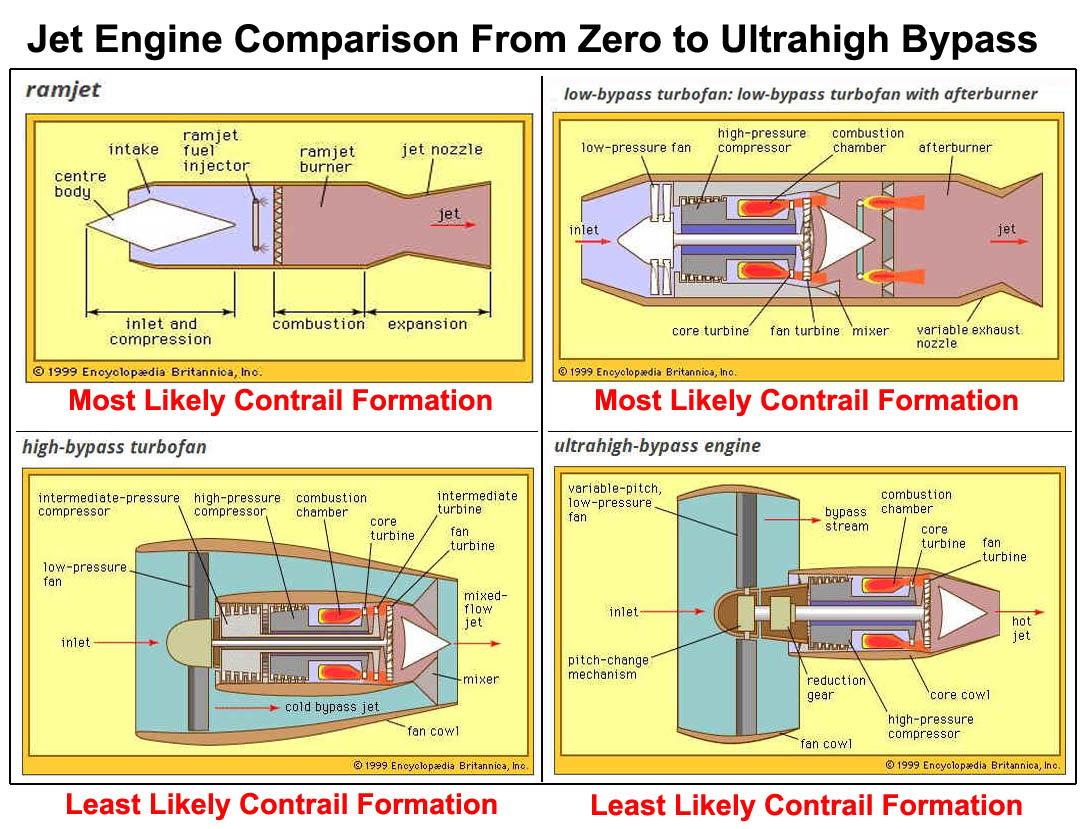 Jet Engine Comparison From Zero to Ultrahigh Bypass
ramjet
intake
ramjet
fuel
injector
ramjet
burner
jet nozzle
centre
body
jet
inlet and
compression
combustion
expansion
© 1999 Encyclopædia Britannica, Inc.
Most Likely Contrail Formation
low-bypass turbofan: low-bypass turbofan with afterburner
low-pressure fan
high-pressure
compressor
combustion
chamber
afterburner
inlet
jet
core turbine
fan turbine
mixer
variable exhaust
nozzle
© 1999 Encyclopædia Britannica, Inc.
Most Likely Contrail Formation
high-bypass turbofan
intermediate-pressure
compressor
high-pressure
compressor
combustion
chamber
intermediate
turbine
core
turbine
fan
turbine
low-pressure
fan
mixed-
flow
jet
inlet
mixer
cold bypass jet
fan cowl
© 1999 Encyclopædia Britannica, Inc.
Least Likely Contrail Formation
ultrahigh-bypass engine
variable-pitch,
low-pressure
fan
bypass
stream
combustion
chamber
core
turbine
fan
turbine
inlet
hot
jet
pitch-change
mechanism
reduction
gear
core cowl
high-pressure
compressor
fan cowl
© 1999 Encyclopædia Britannica, Inc.
Least Likely Contrail Formation